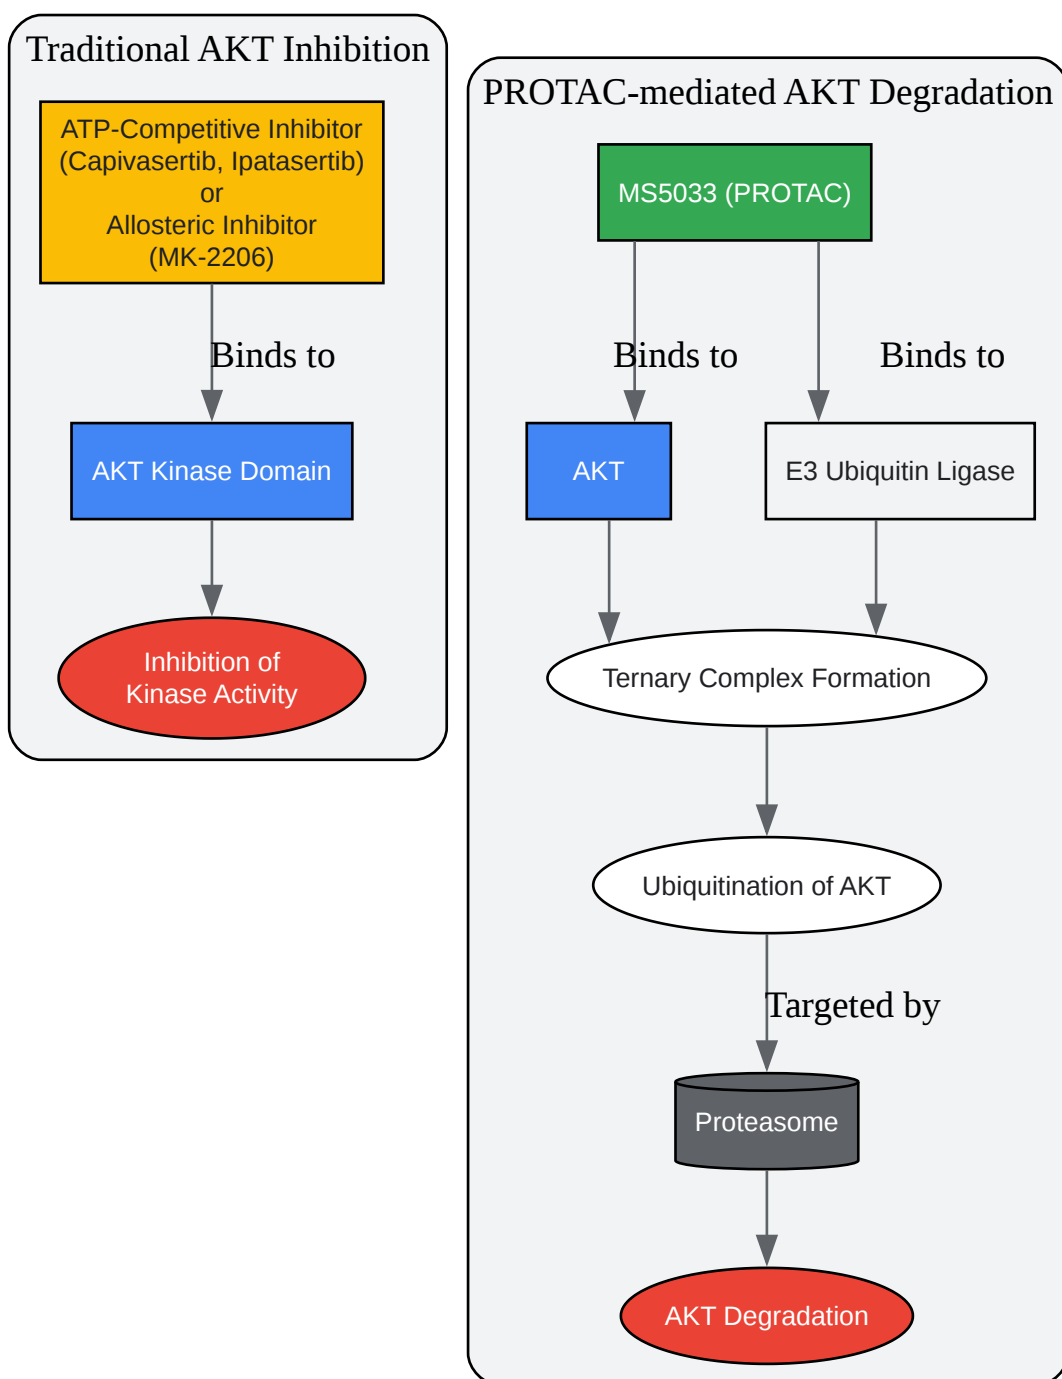 Traditional AKT Inhibition
ATP-Competitive Inhibitor
(Capivasertib, Ipatasertib)
or
Allosteric Inhibitor
(MK-2206)
Binds to
AKT Kinase Domain
Inhibition of
Kinase Activity
PROTAC-mediated AKT Degradation
MS5033 (PROTAC)
Binds to
Binds to
AKT
E3 Ubiquitin Ligase
Ternary Complex Formation
Ubiquitination of AKT
Targeted by
Proteasome
AKT Degradation